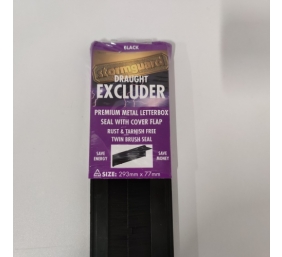 BLACK
stormguard
DRAUGHT
EXCLUDER
PREMIUM METAL LETTERBOX
SEAL WITH COVER FLAP
RUST & TARNISH FREE
TWIN BRUSH SEAL
SAVE
ENERGY
SAVE
MONEY
SIZE: 293mm x 77mm